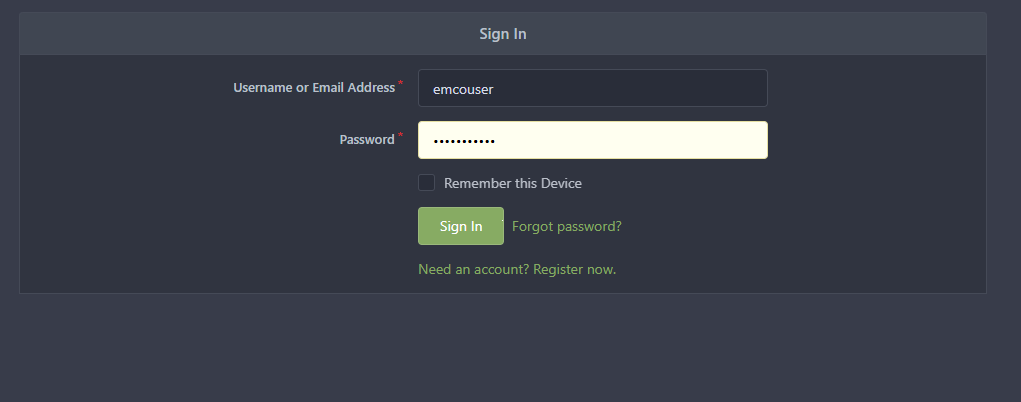 Sign In
Username or Email Address *
emcouser
Password *
•••••••••••
Remember this Device
Sign In Forgot password?
Need an account? Register now.